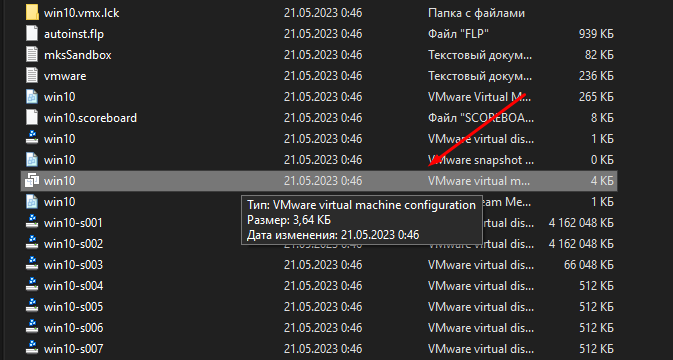 win10.vmx.lck 21.05.2023 0:46 Папка с файлами
autoinst.flp 21.05.2023 0:46 Файл "FLP" 939 КБ
mksSandbox 21.05.2023 0:46 Текстовый докум... 82 КБ
vmware 21.05.2023 0:46 Текстовый докум... 236 КБ
win10 21.05.2023 0:46 VMware Virtual M... 265 КБ
win10.scoreboard 21.05.2023 0:46 Файл "SCOREBOA... 8 КБ
win10 21.05.2023 0:46 VMware virtual dis... 1 КБ
win10 21.05.2023 0:46 VMware snapshot ... 0 КБ
win10 21.05.2023 0:46 VMware virtual m... 4 КБ
win10 21.05.2023 0:46 eam Me... 1 КБ
Тип: VMware virtual machine configuration
Размер: 3,64 КБ
Дата изменения: 21.05.2023 0:46
win10-s001 VMware virtual dis... 4 162 048 КБ
win10-s002 VMware virtual dis... 4 162 048 КБ
win10-s003 21.05.2023 0:46 VMware virtual dis... 66 048 КБ
win10-s004 21.05.2023 0:46 VMware virtual dis... 512 КБ
win10-s005 21.05.2023 0:46 VMware virtual dis... 512 КБ
win10-s006 21.05.2023 0:46 VMware virtual dis... 512 КБ
win10-s007 21.05.2023 0:46 VMware virtual dis... 512 КБ